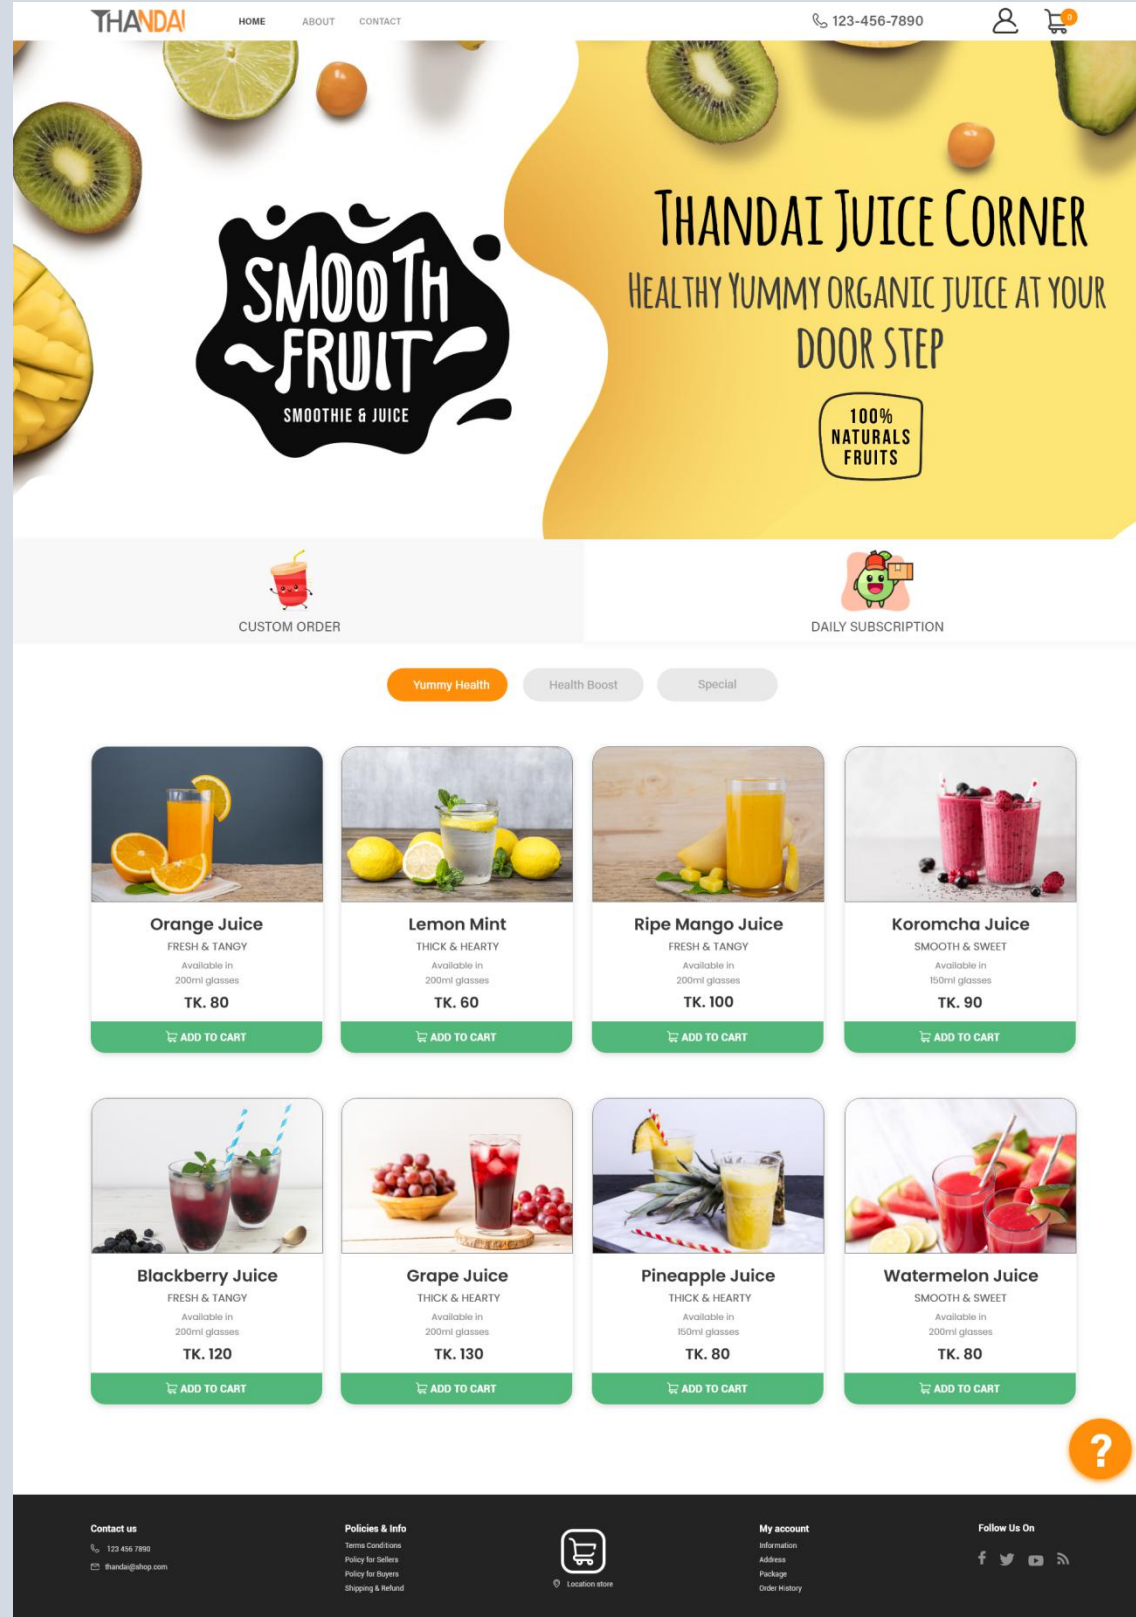 THANDAI
HOME ABOUT CONTACT
123-456-7890
0
SMOOTH
FRUIT
SMOOTHIE & JUICE
THANDAI JUICE CORNER
HEALTHY YUMMY ORGANIC JUICE AT YOUR
DOOR STEP
100%
NATURALS
FRUITS
CUSTOM ORDER
DAILY SUBSCRIPTION
Yummy Health
Health Boost
Special
Orange Juice
FRESH & TANGY
Available in
200ml glasses
TK. 80
ADD TO CART
Lemon Mint
THICK & HEARTY
Available in
200ml glasses
TK. 60
ADD TO CART
Ripe Mango Juice
FRESH & TANGY
Available in
200ml glasses
TK. 100
ADD TO CART
Koromcha Juice
SMOOTH & SWEET
Available in
150ml glasses
TK. 90
ADD TO CART
Blackberry Juice
FRESH & TANGY
Available in
200ml glasses
TK. 120
ADD TO CART
Grape Juice
THICK & HEARTY
Available in
200ml glasses
TK. 130
ADD TO CART
Pineapple Juice
THICK & HEARTY
Available in
150ml glasses
TK. 80
ADD TO CART
Watermelon Juice
SMOOTH & SWEET
Available in
200ml glasses
TK. 80
ADD TO CART
?
Contact us
123 456 7890
thandai@shop.com
Policies & Info
Terms Conditions
Policy for Sellers
Policy for Buyers
Shipping & Refund
Location store
My account
Information
Address
Package
Order History
Follow Us On